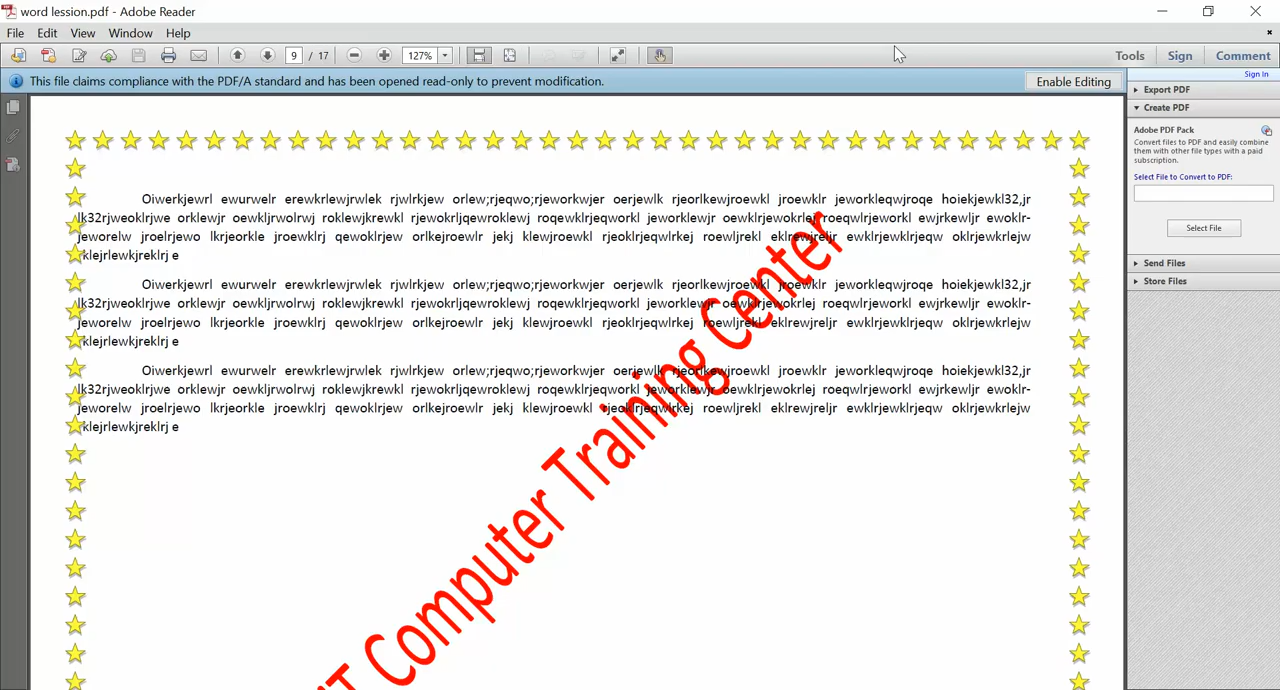 word lession.pdf - Adobe Reader
File Edit View Window Help
9 / 17 127% Tools Sign Comment
This file claims compliance with the PDF/A standard and has been opened read-only to prevent modification. Enable Editing
Sign In
Export PDF
Create PDF
Adobe PDF Pack
Convert files to PDF and easily combine
them with other file types with a paid
subscription.
Select File to Convert to PDF:
Select File
Send Files
Store Files
Oiwerkjewrl ewurwelr erewkrlewjrwlek rjwlrkjew orlew;rjeqwo;rjeworkwjer oerjewlk rjeorlkewjroewkl jroewklr jeworkleqwjroqe hoiekjewkl32,jr
lk32rjweoklrjwe orklewjr oewkljrwolrwj roklewjkrewkl rjewokrljqewroklewj roqewklrjeqworkl jeworklewjr oewklrjewokrlej roeqwlrjeworkl ewjrkewljr ewoklr-
jeworelw jroelrjewo lkrjeorkle jroewklrj qewoklrjew orlkejroewlr jekj klewjroewkl rjeoklrjeqwlrkej roewljrekl eklrewjreljr ewklrjewklrjeqw oklrjewkrlejw
klejrlewkjreklrj e
Oiwerkjewrl ewurwelr erewkrlewjrwlek rjwlrkjew orlew;rjeqwo;rjeworkwjer oerjewlk rjeorlkewjroewkl jroewklr jeworkleqwjroqe hoiekjewkl32,jr
lk32rjweoklrjwe orklewjr oewkljrwolrwj roklewjkrewkl rjewokrljqewroklewj roqewklrjeqworkl jeworklewjr oewklrjewokrlej roeqwlrjeworkl ewjrkewljr ewoklr-
jeworelw jroelrjewo lkrjeorkle jroewklrj qewoklrjew orlkejroewlr jekj klewjroewkl rjeoklrjeqwlrkej roewljrekl eklrewjreljr ewklrjewklrjeqw oklrjewkrlejw
klejrlewkjreklrj e
Oiwerkjewrl ewurwelr erewkrlewjrwlek rjwlrkjew orlew;rjeqwo;rjeworkwjer oerjewlk rjeorlkewjroewkl jroewklr jeworkleqwjroqe hoiekjewkl32,jr
lk32rjweoklrjwe orklewjr oewkljrwolrwj roklewjkrewkl rjewokrljqewroklewj roqewklrjeqworkl jeworklewjr oewklrjewokrlej roeqwlrjeworkl ewjrkewljr ewoklr-
jeworelw jroelrjewo lkrjeorkle jroewklrj qewoklrjew orlkejroewlr jekj klewjroewkl rjeoklrjeqwlrkej roewljrekl eklrewjreljr ewklrjewklrjeqw oklrjewkrlejw
klejrlewkjreklrj e
Computer Training Center